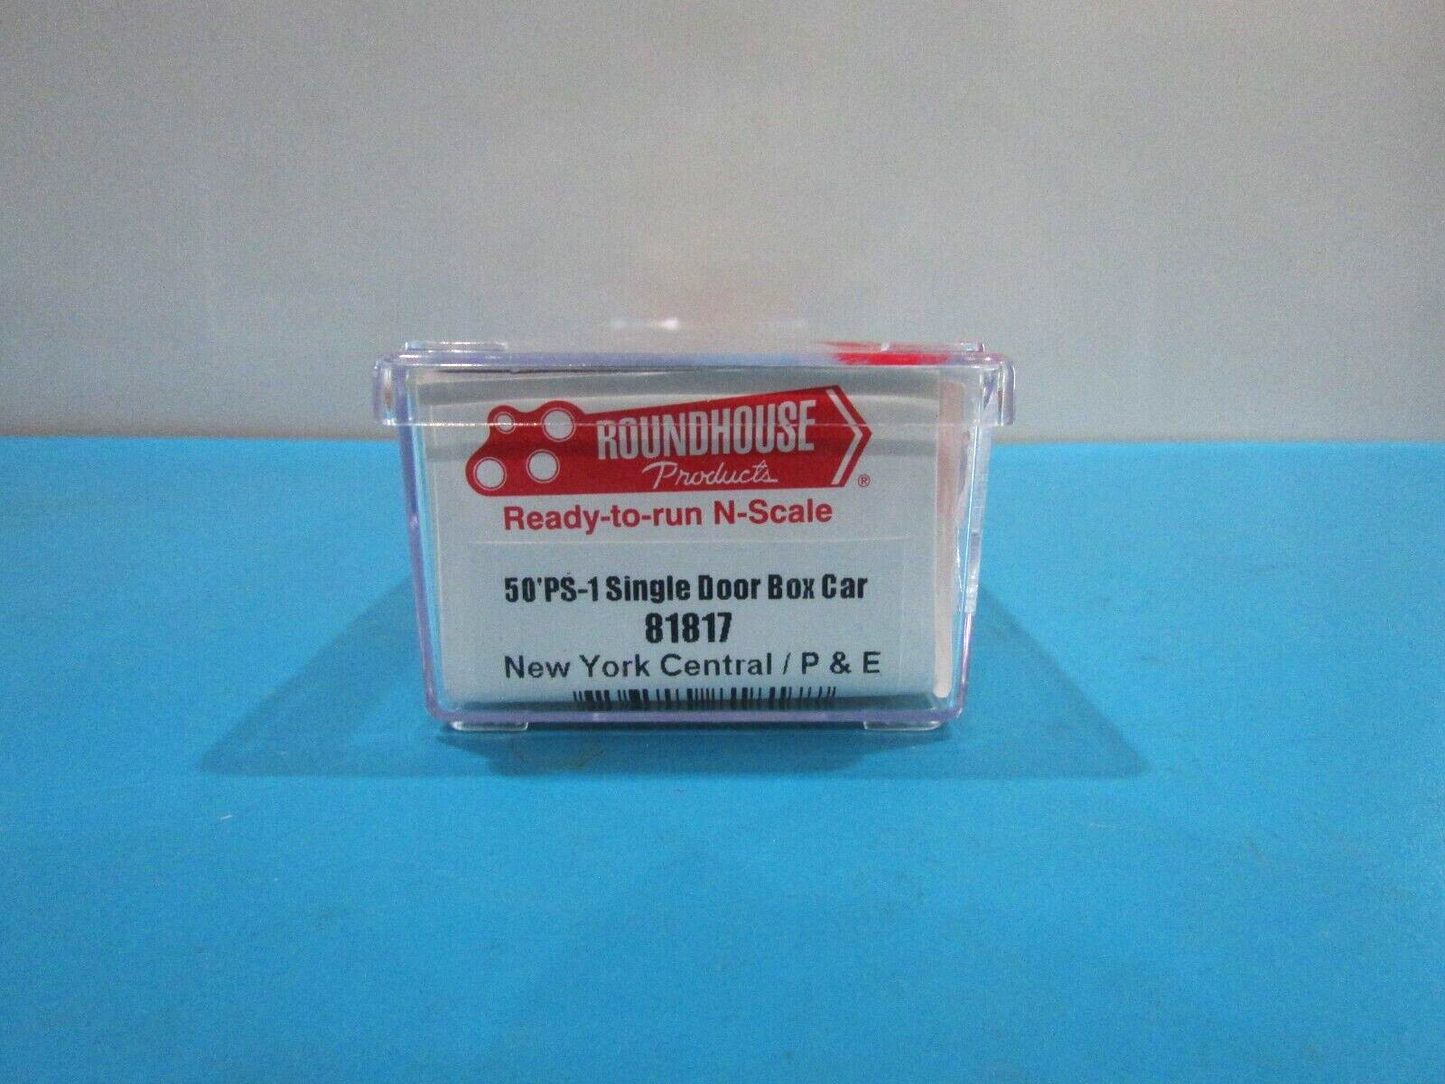 ROUNDHOUSE
Products ®
Ready-to-run N-Scale
50'PS-1 Single Door Box Car
81817
New York Central / P & E